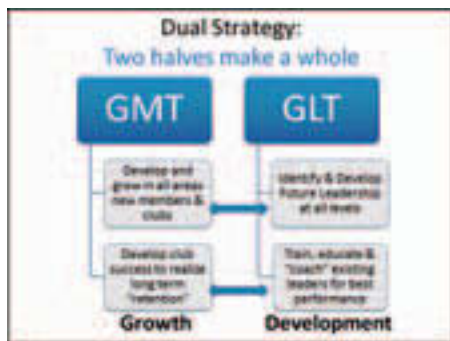 Dual Strategy:
Two halves make a whole
GMT
GLT
Develop and
grow in all areas
new members &
clubs
Identify & Develop
Future Leadership
at all levels
Develop club
success to realize
long term
"retention"
Train, educate &
"coach" existing
leaders for best
performance
Growth
Development